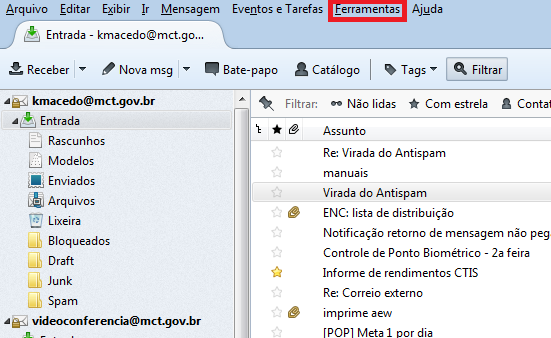 Arquivo Editar Exibir Ir Mensagem Eventos e Tarefas Ferramentas Ajuda
Entrada - kmacedo@mct.go...
Receber Nova msg Bate-papo Catálogo Tags Filtrar
kmacedo@mct.gov.br
Entrada
Rascunhos
Modelos
Enviados
Arquivos
Lixeira
Bloqueados
Draft
Junk
Spam
videoconferencia@mct.gov.br
Filtrar: Não lidas Com estrela Contat
Assunto
Re: Virada do Antispam
manuais
Virada do Antispam
ENC: lista de distribuição
Notificação retorno de mensagem não pega
Controle de Ponto Biométrico - 2a feira
Informe de rendimentos CTIS
Re: Correio externo
imprime aew
[POP] Meta 1 por dia